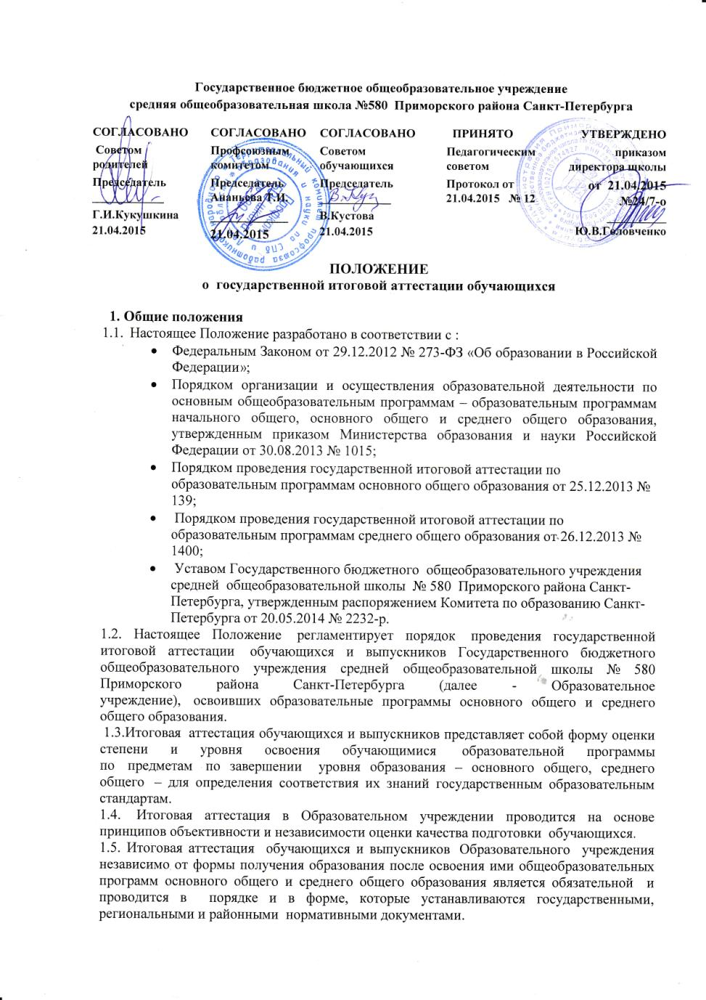 Государственное бюджетное общеобразовательное учреждение
средняя общеобразовательная школа №580 Приморского района Санкт-Петербурга
СОГЛАСОВАНО СОГЛАСОВАНО СОГЛАСОВАНО ПРИНЯТО УТВЕРЖДЕНО
Советом Профсоюзным Советом Педагогическим приказом
родителей комитетом обучающихся советом директора школы
Председатель Председатель Председатель Протокол от от 21.04.2015
Ананьева Т.И. 21.04.2015 № 12 №24/7-о
Г.И.Кукушкина В.Кустова
21.04.2015 21.04.2015 21.04.2015 Ю.В.Головченко
ПОЛОЖЕНИЕ
о государственной итоговой аттестации обучающихся
1. Общие положения
1.1. Настоящее Положение разработано в соответствии с :
• Федеральным Законом от 29.12.2012 № 273-ФЗ «Об образовании в Российской
Федерации»;
• Порядком организации и осуществления образовательной деятельности по
основным общеобразовательным программам – образовательным программам
начального общего, основного общего и среднего общего образования,
утвержденным приказом Министерства образования и науки Российской
Федерации от 30.08.2013 № 1015;
• Порядком проведения государственной итоговой аттестации по
образовательным программам основного общего образования от 25.12.2013 №
139;
• Порядком проведения государственной итоговой аттестации по
образовательным программам среднего общего образования от 26.12.2013 №
1400;
• Уставом Государственного бюджетного общеобразовательного учреждения
средней общеобразовательной школы № 580 Приморского района Санкт-
Петербурга, утвержденным распоряжением Комитета по образованию Санкт-
Петербурга от 20.05.2014 № 2232-р.
1.2. Настоящее Положение регламентирует порядок проведения государственной
итоговой аттестации обучающихся и выпускников Государственного бюджетного
общеобразовательного учреждения средней общеобразовательной школы № 580
Приморского района Санкт-Петербурга (далее - Образовательное
учреждение), освоивших образовательные программы основного общего и среднего
общего образования.
1.3.Итоговая аттестация обучающихся и выпускников представляет собой форму оценки
степени и уровня освоения обучающимися образовательной программы
по предметам по завершении уровня образования – основного общего, среднего
общего – для определения соответствия их знаний государственным образовательным
стандартам.
1.4. Итоговая аттестация в Образовательном учреждении проводится на основе
принципов объективности и независимости оценки качества подготовки обучающихся.
1.5. Итоговая аттестация обучающихся и выпускников Образовательного учреждения
независимо от формы получения образования после освоения ими общеобразовательных
программ основного общего и среднего общего образования является обязательной и
проводится в порядке и в форме, которые устанавливаются государственными,
региональными и районными нормативными документами.